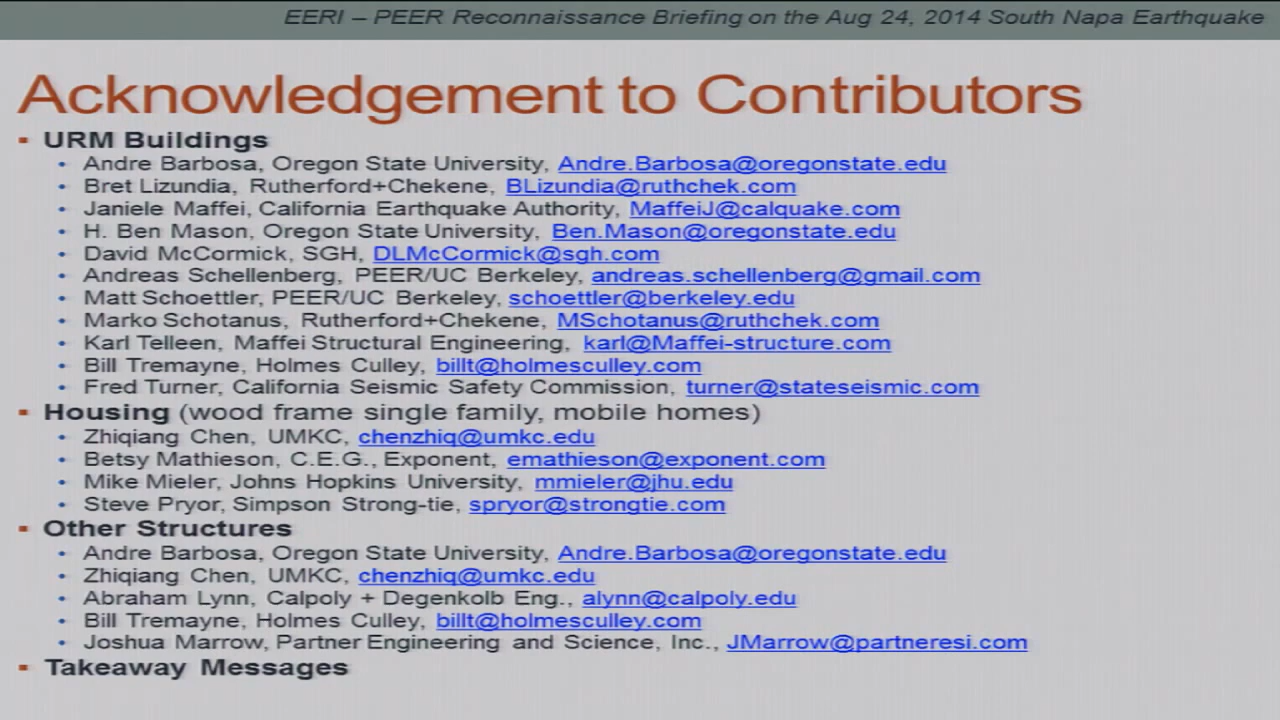 EERI – PEER Reconnaissance Briefing on the Aug 24, 2014 South Napa Earthquake
Acknowledgement to Contributors
▪ URM Buildings
• Andre Barbosa, Oregon State University, Andre.Barbosa@oregonstate.edu
• Bret Lizundia, Rutherford+Chekene, BLizundia@ruthchek.com
• Janiele Maffei, California Earthquake Authority, MaffeiJ@calquake.com
• H. Ben Mason, Oregon State University, Ben.Mason@oregonstate.edu
• David McCormick, SGH, DLMcCormick@sgh.com
• Andreas Schellenberg, PEER/UC Berkeley, andreas.schellenberg@gmail.com
• Matt Schoettler, PEER/UC Berkeley, schoettler@berkeley.edu
• Marko Schotanus, Rutherford+Chekene, MSchotanus@ruthchek.com
• Karl Telleen, Maffei Structural Engineering, karl@Maffei-structure.com
• Bill Tremayne, Holmes Culley, billt@holmesculley.com
• Fred Turner, California Seismic Safety Commission, turner@stateseismic.com
▪ Housing (wood frame single family, mobile homes)
• Zhiqiang Chen, UMKC, chenzhiq@umkc.edu
• Betsy Mathieson, C.E.G., Exponent, emathieson@exponent.com
• Mike Mieler, Johns Hopkins University, mmieler@jhu.edu
• Steve Pryor, Simpson Strong-tie, spryor@strongtie.com
▪ Other Structures
• Andre Barbosa, Oregon State University, Andre.Barbosa@oregonstate.edu
• Zhiqiang Chen, UMKC, chenzhiq@umkc.edu
• Abraham Lynn, Calpoly + Degenkolb Eng., alynn@calpoly.edu
• Bill Tremayne, Holmes Culley, billt@holmesculley.com
• Joshua Marrow, Partner Engineering and Science, Inc., JMarrow@partneresi.com
▪ Takeaway Messages